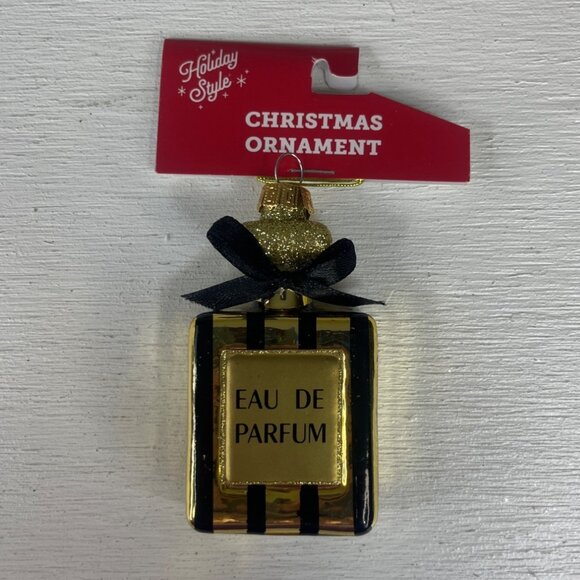 Holiday
Style
CHRISTMAS
ORNAMENT
EAU DE
PARFUM